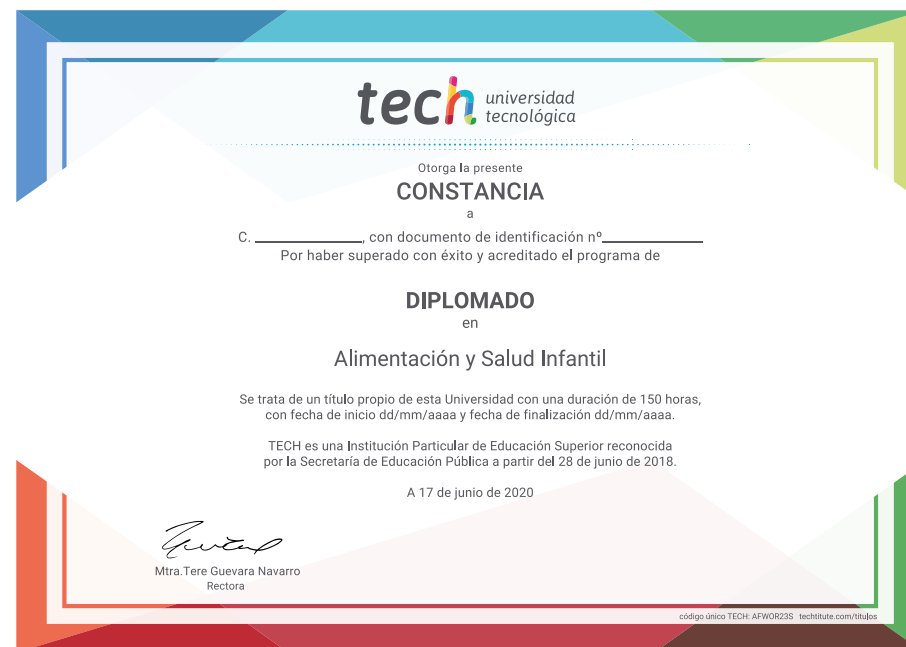 tech universidad
tecnológica
Otorga la presente
CONSTANCIA
a
C. ____________, con documento de identificación nº____________
Por haber superado con éxito y acreditado el programa de
DIPLOMADO
en
Alimentación y Salud Infantil
Se trata de un título propio de esta Universidad con una duración de 150 horas,
con fecha de inicio dd/mm/aaaa y fecha de finalización dd/mm/aaaa.
TECH es una Institución Particular de Educación Superior reconocida
por la Secretaría de Educación Pública a partir del 28 de junio de 2018.
A 17 de junio de 2020
Mtra.Tere Guevara Navarro
Rectora
código único TECH: AFWOR23S techtitute.com/titulos